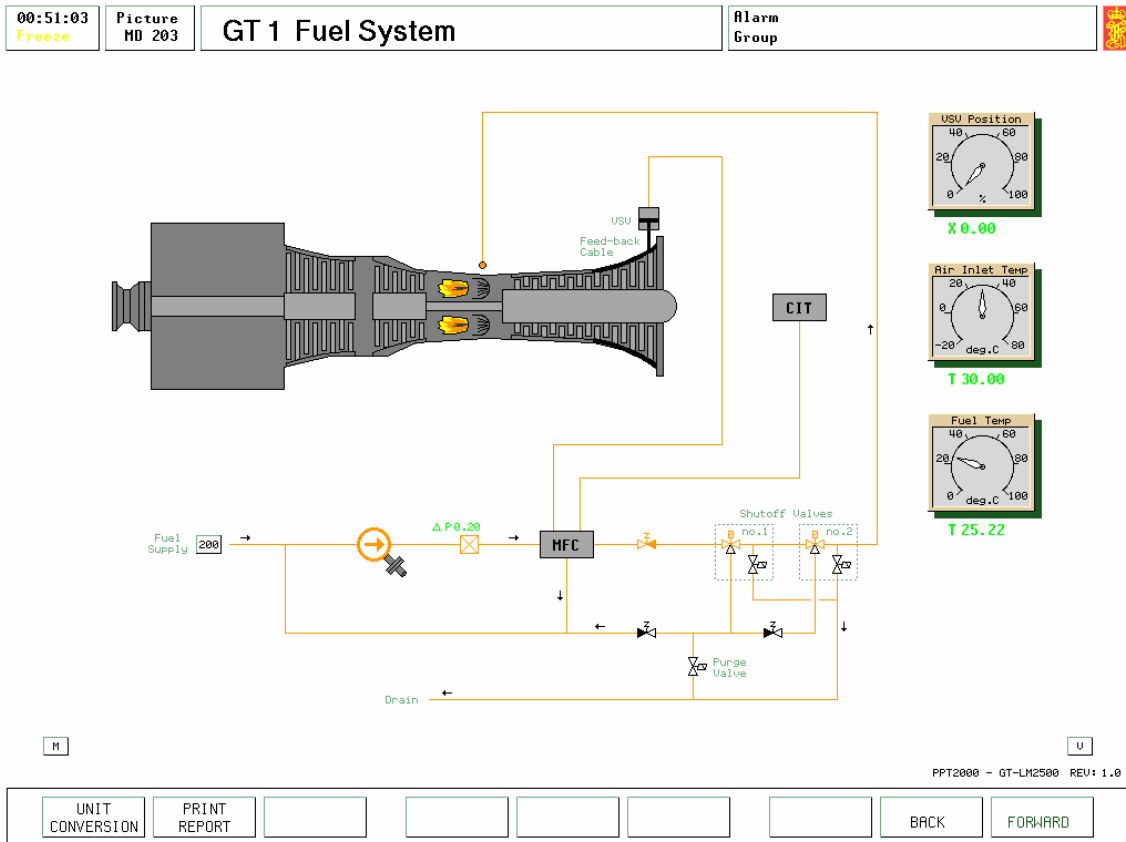 00:51:03
Freeze
Picture
MD 203
GT 1 Fuel System
Alarm
Group
VSV Position
0 20 40 60 80 100
%
X 0.00
VSV
Feed-back
Cable
Air Inlet Temp
-20 0 20 40 60 80
deg.C
T 30.00
CIT
Fuel Temp
0 20 40 60 80 100
deg.C
T 25.22
Fuel
Supply
200
△ P 0.20
MFC
Z
Shutoff Valves
no.1
no.2
Z
Z
Purge
Valve
Drain
M
V
PPT2000 - GT-LM2500 REV: 1.0
UNIT
CONVERSION
PRINT
REPORT
BACK
FORWARD